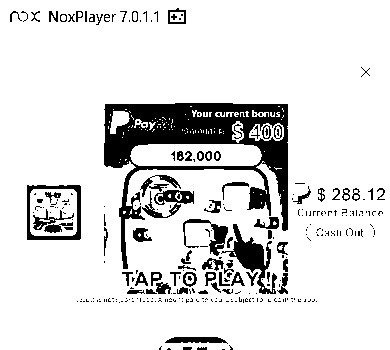 nox NoxPlayer 7.0.1.1
Your current bonus
$ 400
182,000
$ 288.12
Current Balance
Cash Out
TAP TO PLAY